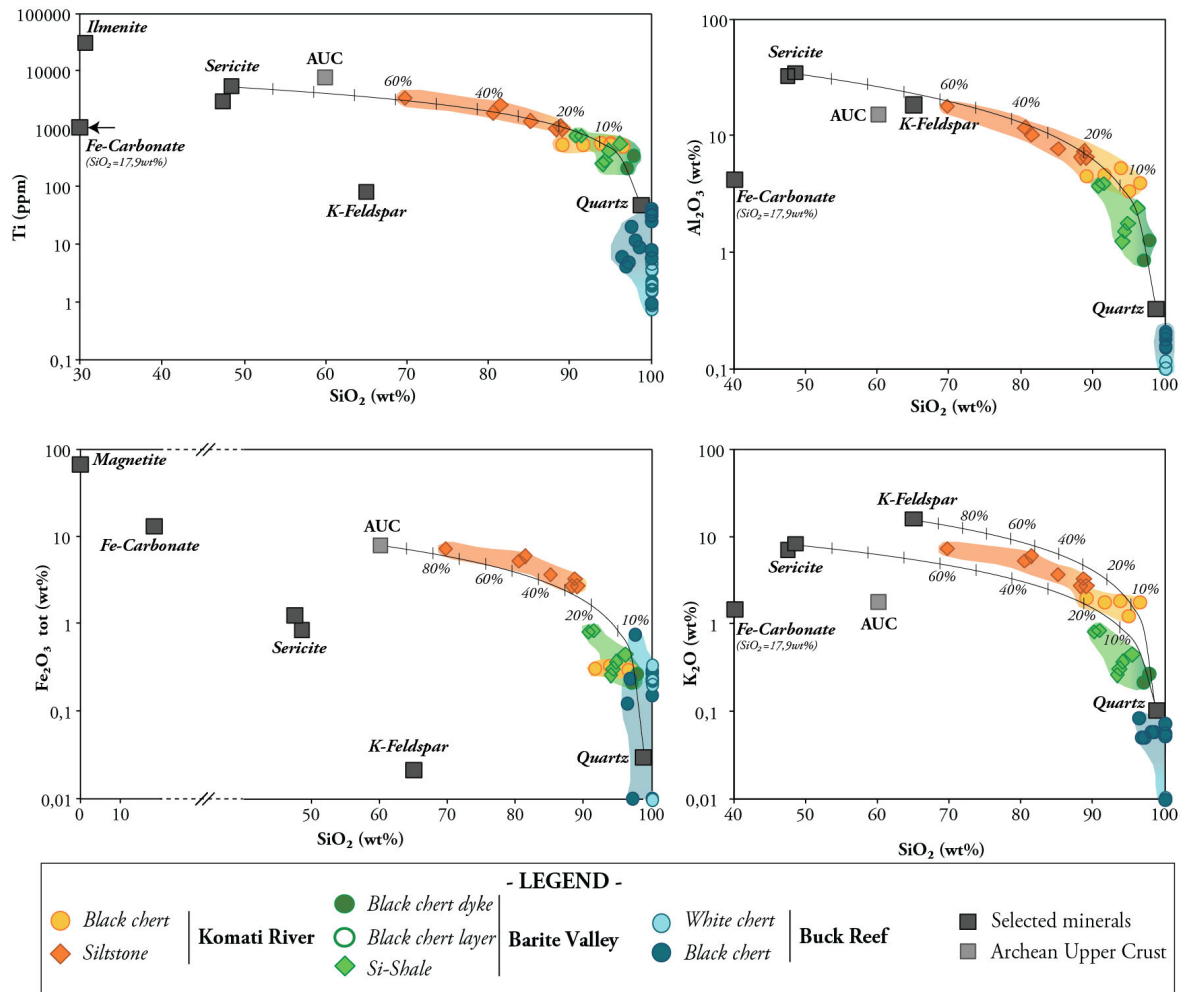 100000
10000
1000
100
10
1
0,1
Ti (ppm)
Ilmenite
Sericite
AUC
60%
40%
20%
10%
Fe-Carbonate
(SiO2=17,9wt%)
K-Feldspar
Quartz
30 40 50 60 70 80 90 100
SiO2 (wt%)
100
10
1
0,1
Al2O3 (wt%)
Sericite
AUC
K-Feldspar
60%
40%
20%
10%
Fe-Carbonate
(SiO2=17,9wt%)
Quartz
40 50 60 70 80 90 100
SiO2 (wt%)
100
10
1
0,1
0,01
Fe2O3 tot (wt%)
Magnetite
Fe-Carbonate
AUC
80%
60%
40%
20%
10%
Sericite
K-Feldspar
Quartz
0 10 50 60 70 80 90 100
SiO2 (wt%)
100
10
1
0,1
0,01
K2O (wt%)
K-Feldspar
80%
60%
40%
20%
10%
Sericite
60%
40%
20%
10%
Fe-Carbonate
(SiO2=17,9wt%)
AUC
Quartz
40 50 60 70 80 90 100
SiO2 (wt%)
- LEGEND -
Black chert
Siltstone
Komati River
Black chert dyke
Black chert layer
Si-Shale
Barite Valley
White chert
Black chert
Buck Reef
Selected minerals
Archean Upper Crust